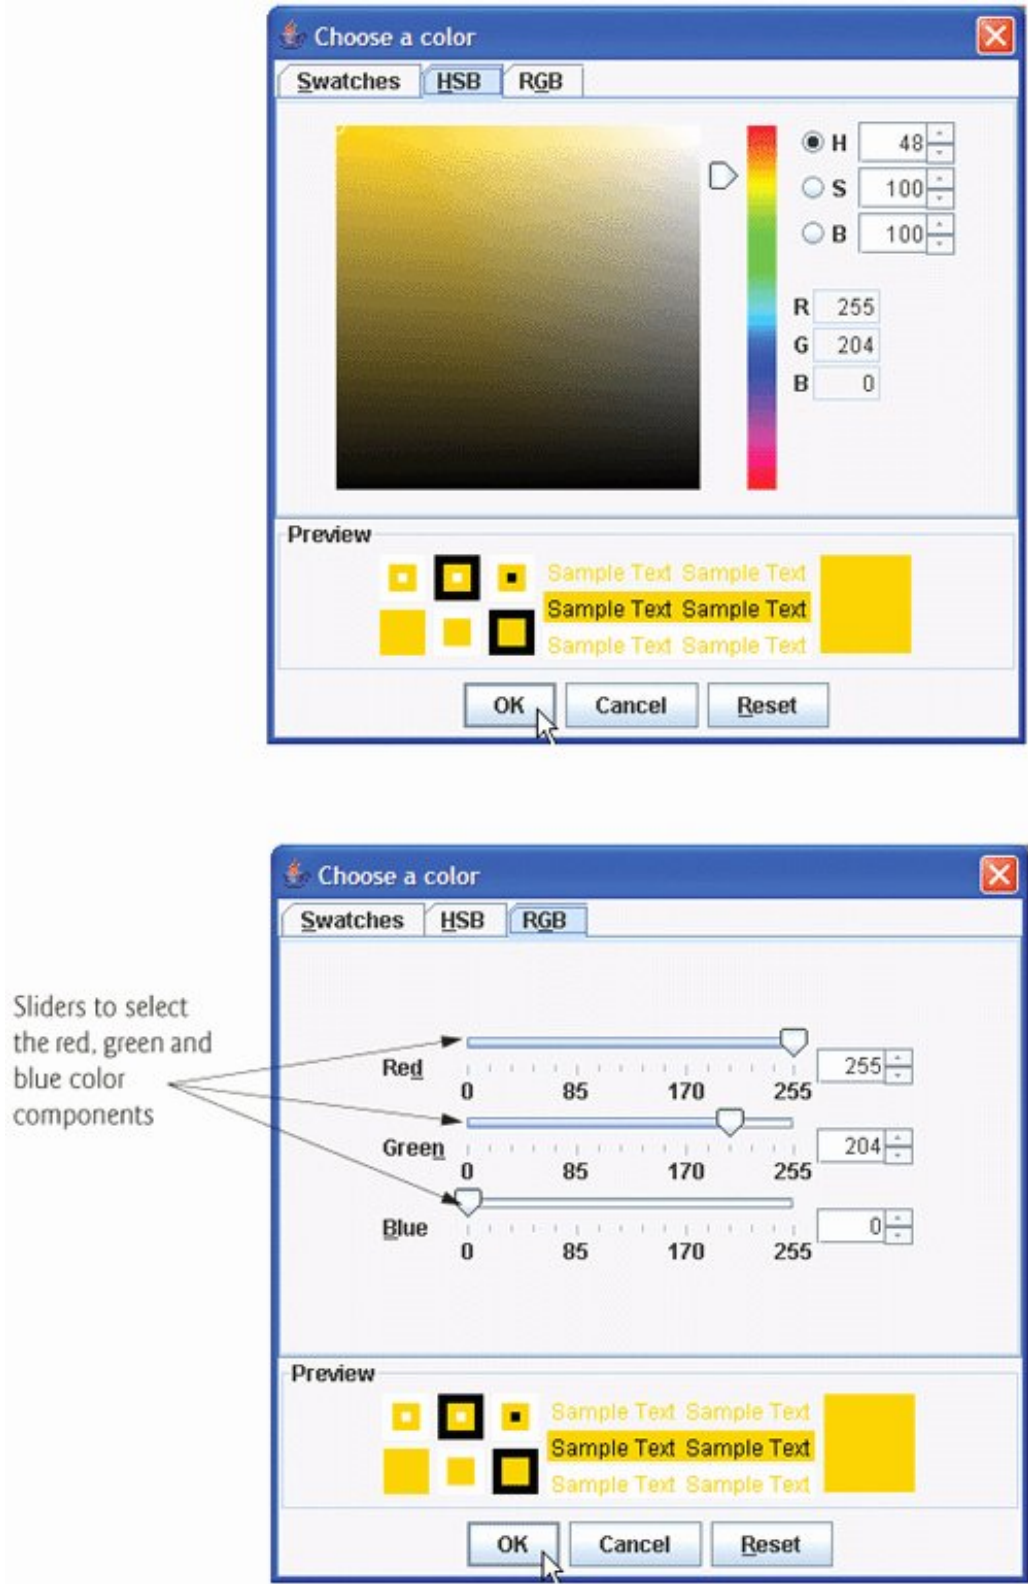 Choose a color
Swatches HSB RGB
H 48
S 100
B 100
R 255
G 204
B 0
Preview
Sample Text Sample Text
Sample Text Sample Text
Sample Text Sample Text
OK Cancel Reset
Choose a color
Swatches HSB RGB
Sliders to select
the red, green and
blue color
components
Red 255
0 85 170 255
Green 204
0 85 170 255
Blue 0
0 85 170 255
Preview
Sample Text Sample Text
Sample Text Sample Text
Sample Text Sample Text
OK Cancel Reset